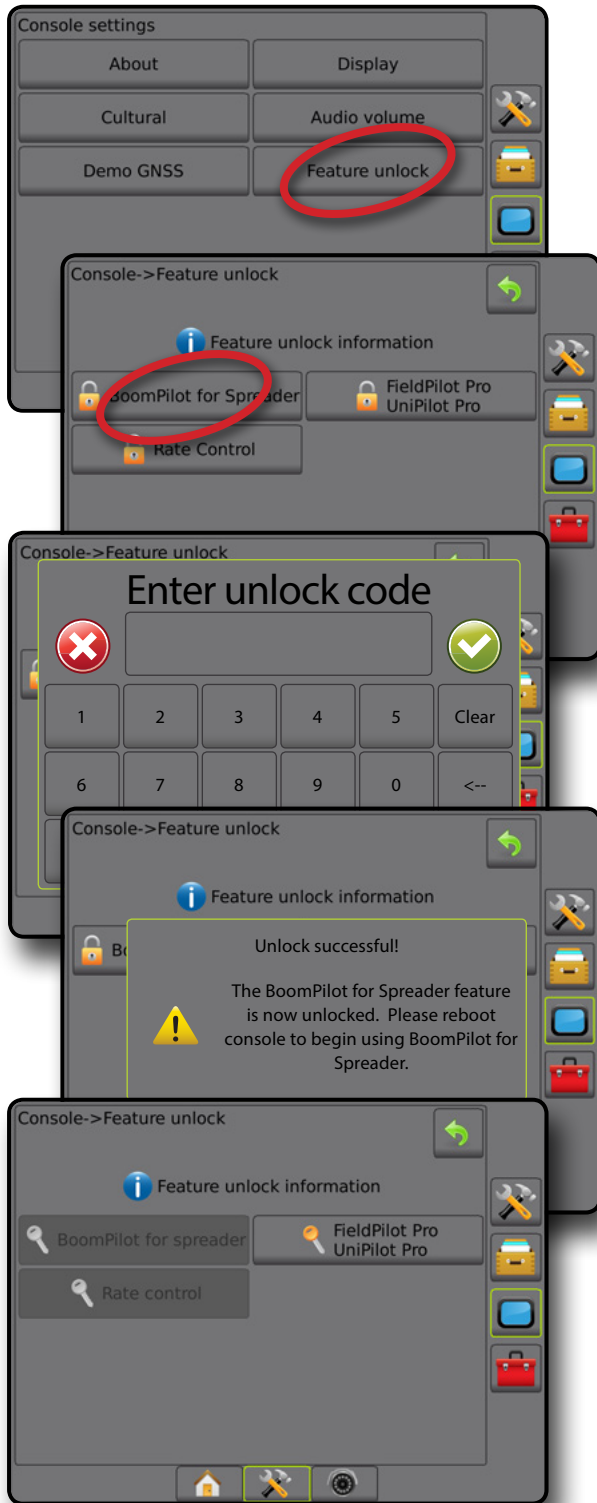 Console settings
About
Display
Cultural
Audio volume
Demo GNSS
Feature unlock
Console->Feature unlock
Feature unlock information
BoomPilot for Spreader
FieldPilot Pro
UniPilot Pro
Rate Control
Console->Feature unlock
Enter unlock code
1
2
3
4
5
Clear
6
7
8
9
0
<--
Console->Feature unlock
Feature unlock information
Bo
Unlock successful!
The BoomPilot for Spreader feature
is now unlocked. Please reboot
console to begin using BoomPilot for
Spreader.
Console->Feature unlock
Feature unlock information
BoomPilot for spreader
FieldPilot Pro
UniPilot Pro
Rate control